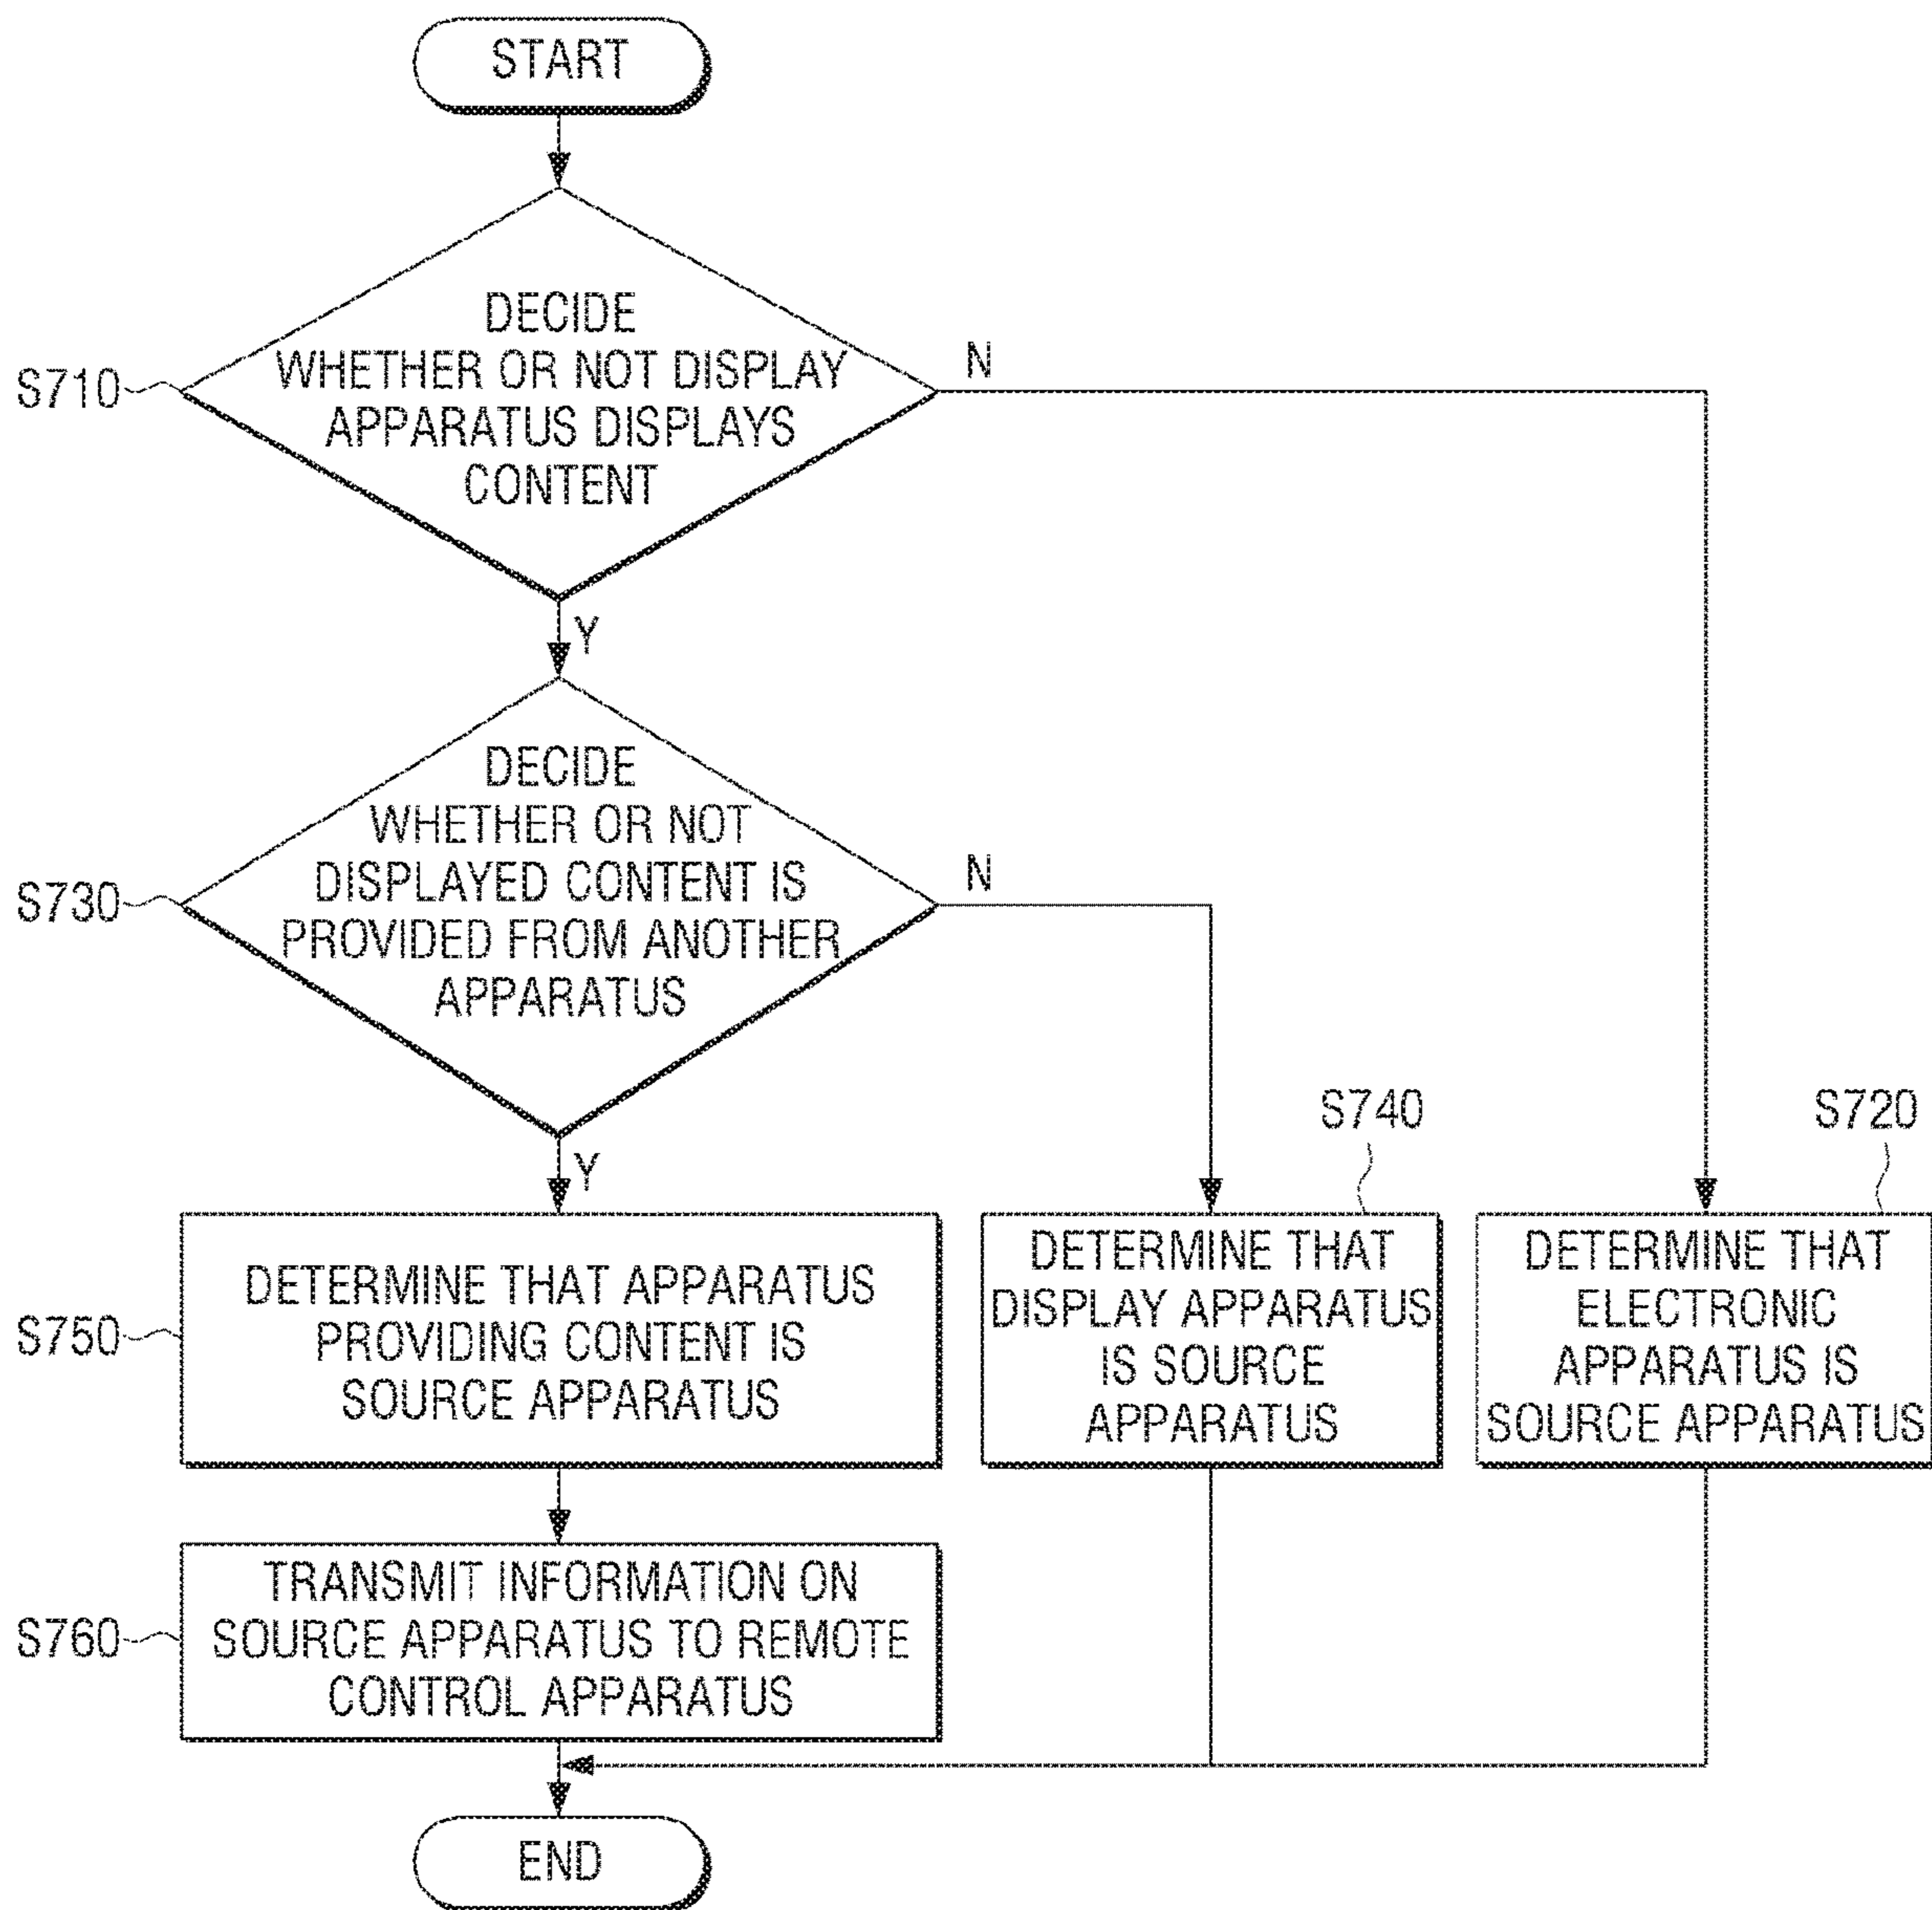 START
DECIDE
WHETHER OR NOT DISPLAY
APPARATUS DISPLAYS
CONTENT
S710
N
Y
DECIDE
WHETHER OR NOT
DISPLAYED CONTENT IS
PROVIDED FROM ANOTHER
APPARATUS
S730
N
Y
S740
S720
DETERMINE THAT APPARATUS
PROVIDING CONTENT IS
SOURCE APPARATUS
S750
DETERMINE THAT
DISPLAY APPARATUS
IS SOURCE
APPARATUS
DETERMINE THAT
ELECTRONIC
APPARATUS IS
SOURCE APPARATUS
TRANSMIT INFORMATION ON
SOURCE APPARATUS TO REMOTE
CONTROL APPARATUS
S760
END